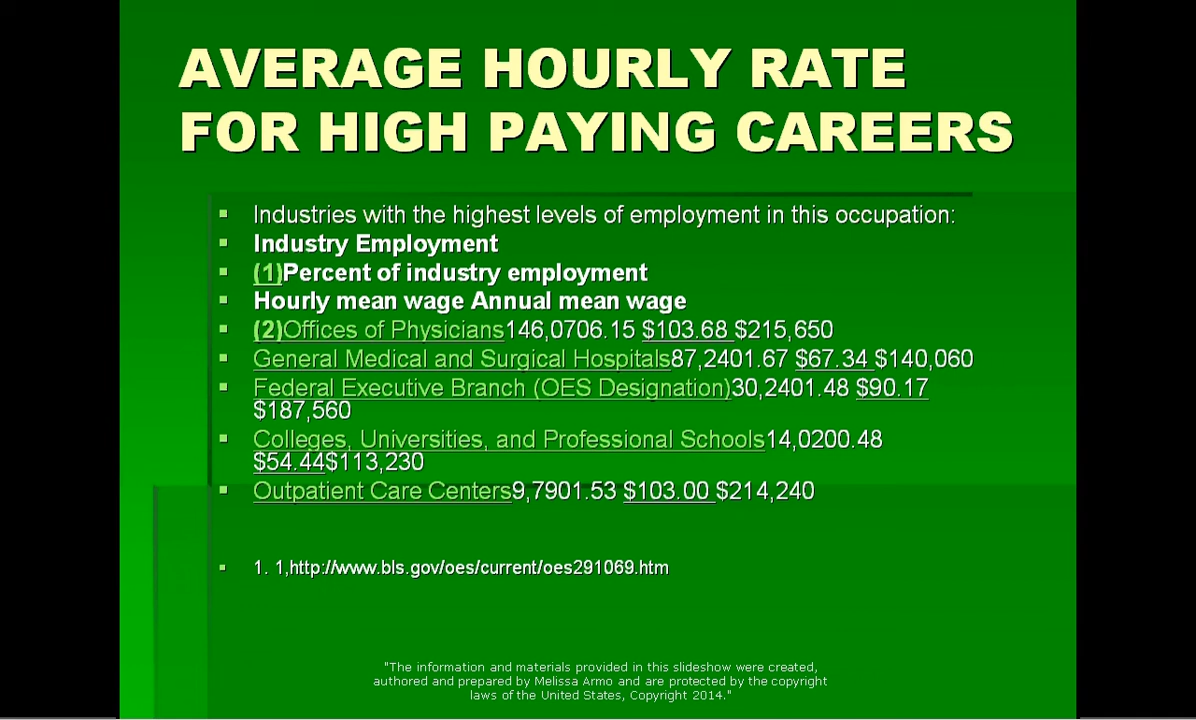 AVERAGE HOURLY RATE
FOR HIGH PAYING CAREERS
Industries with the highest levels of employment in this occupation:
Industry Employment
(1)Percent of industry employment
Hourly mean wage Annual mean wage
(2)Offices of Physicians146,0706.15 $103.68 $215,650
General Medical and Surgical Hospitals87,2401.67 $67.34 $140,060
Federal Executive Branch (OES Designation)30,2401.48 $90.17
$187,560
Colleges, Universities, and Professional Schools14,0200.48
$54.44$113,230
Outpatient Care Centers9,7901.53 $103.00 $214,240
1. 1,http://www.bls.gov/oes/current/oes291069.htm
"The information and materials provided in this slideshow were created,
authored and prepared by Melissa Armo and are protected by the copyright
laws of the United States, Copyright 2014."